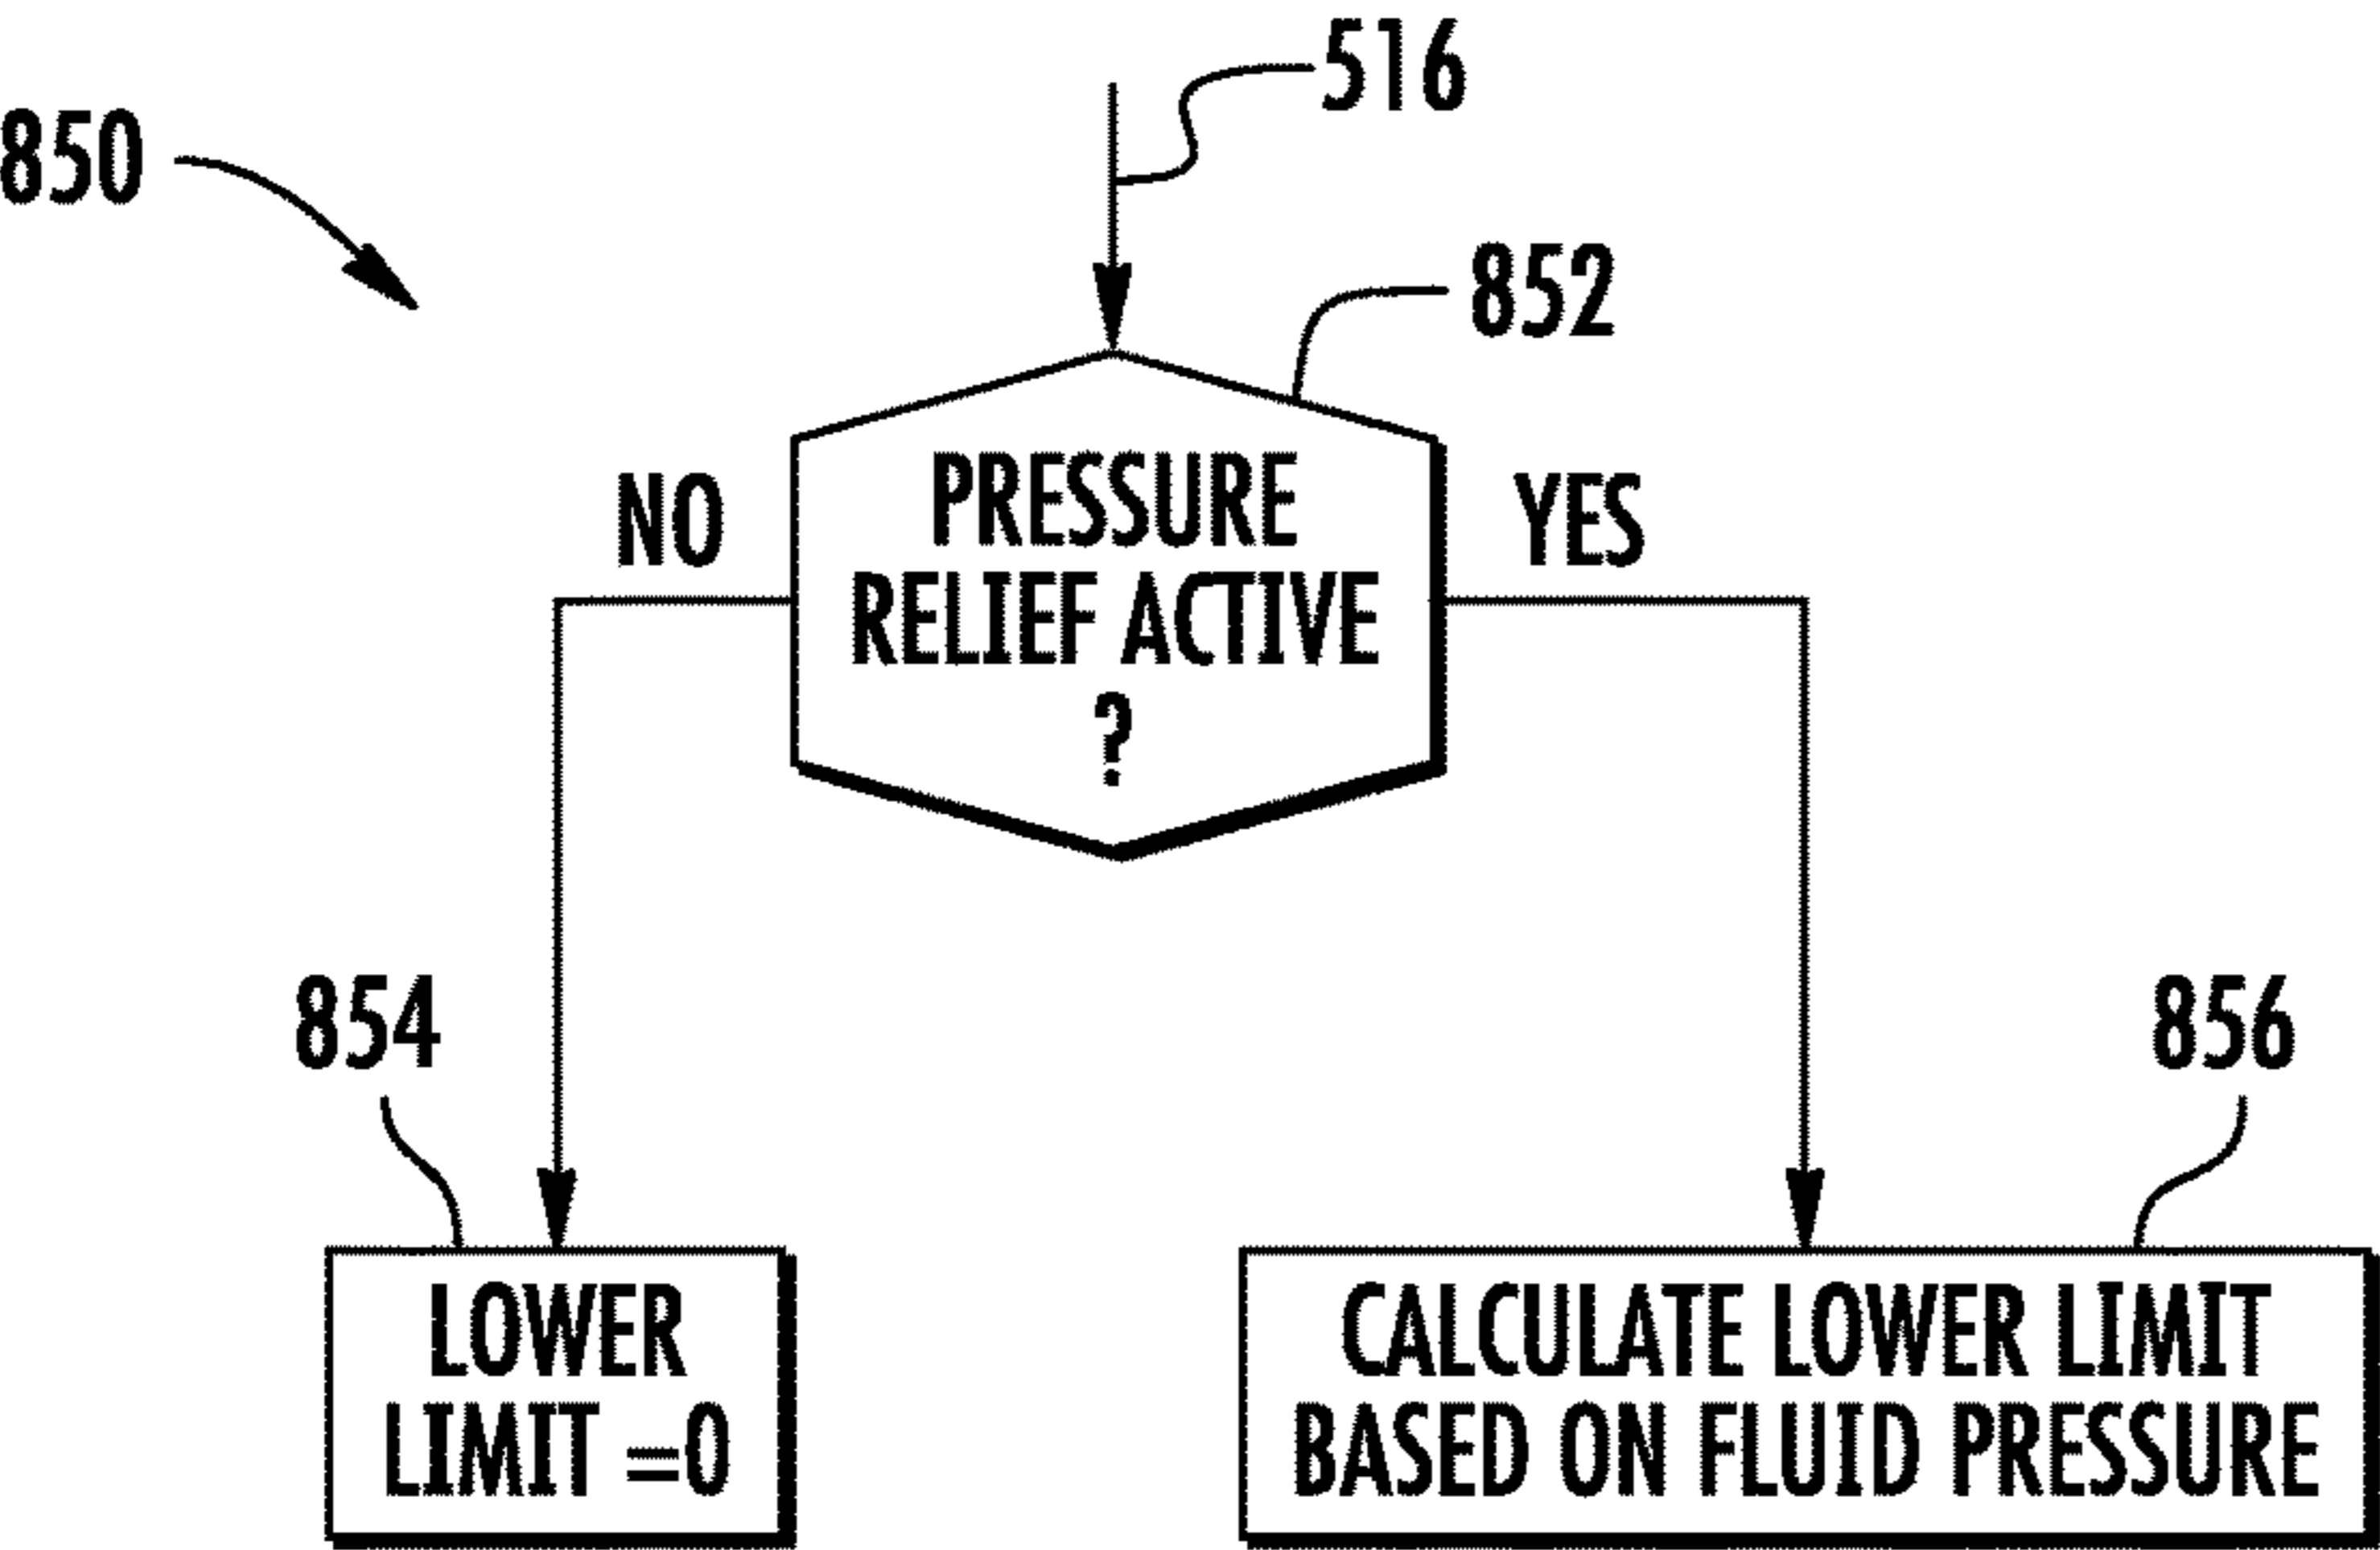 516
850
852
PRESSURE
NO
YES
RELIEF ACTIVE
?
854
856
LOWER
LIMIT =0
CALCULATE LOWER LIMIT
BASED ON FLUID PRESSURE